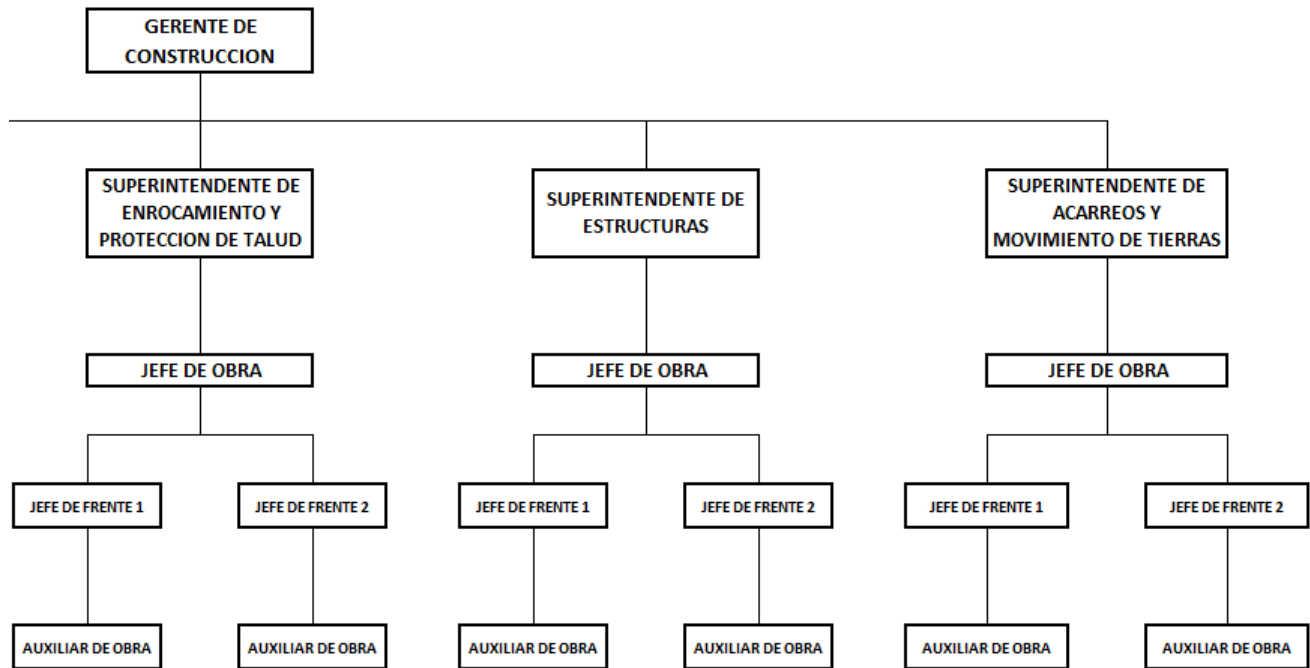 GERENTE DE
CONSTRUCCION
SUPERINTENDENTE DE
ENROCAMIENTO Y
PROTECCION DE TALUD
SUPERINTENDENTE DE
ESTRUCTURAS
SUPERINTENDENTE DE
ACARREOS Y
MOVIMIENTO DE TIERRAS
JEFE DE OBRA
JEFE DE OBRA
JEFE DE OBRA
JEFE DE FRENTE 1
JEFE DE FRENTE 2
JEFE DE FRENTE 1
JEFE DE FRENTE 2
JEFE DE FRENTE 1
JEFE DE FRENTE 2
AUXILIAR DE OBRA
AUXILIAR DE OBRA
AUXILIAR DE OBRA
AUXILIAR DE OBRA
AUXILIAR DE OBRA
AUXILIAR DE OBRA